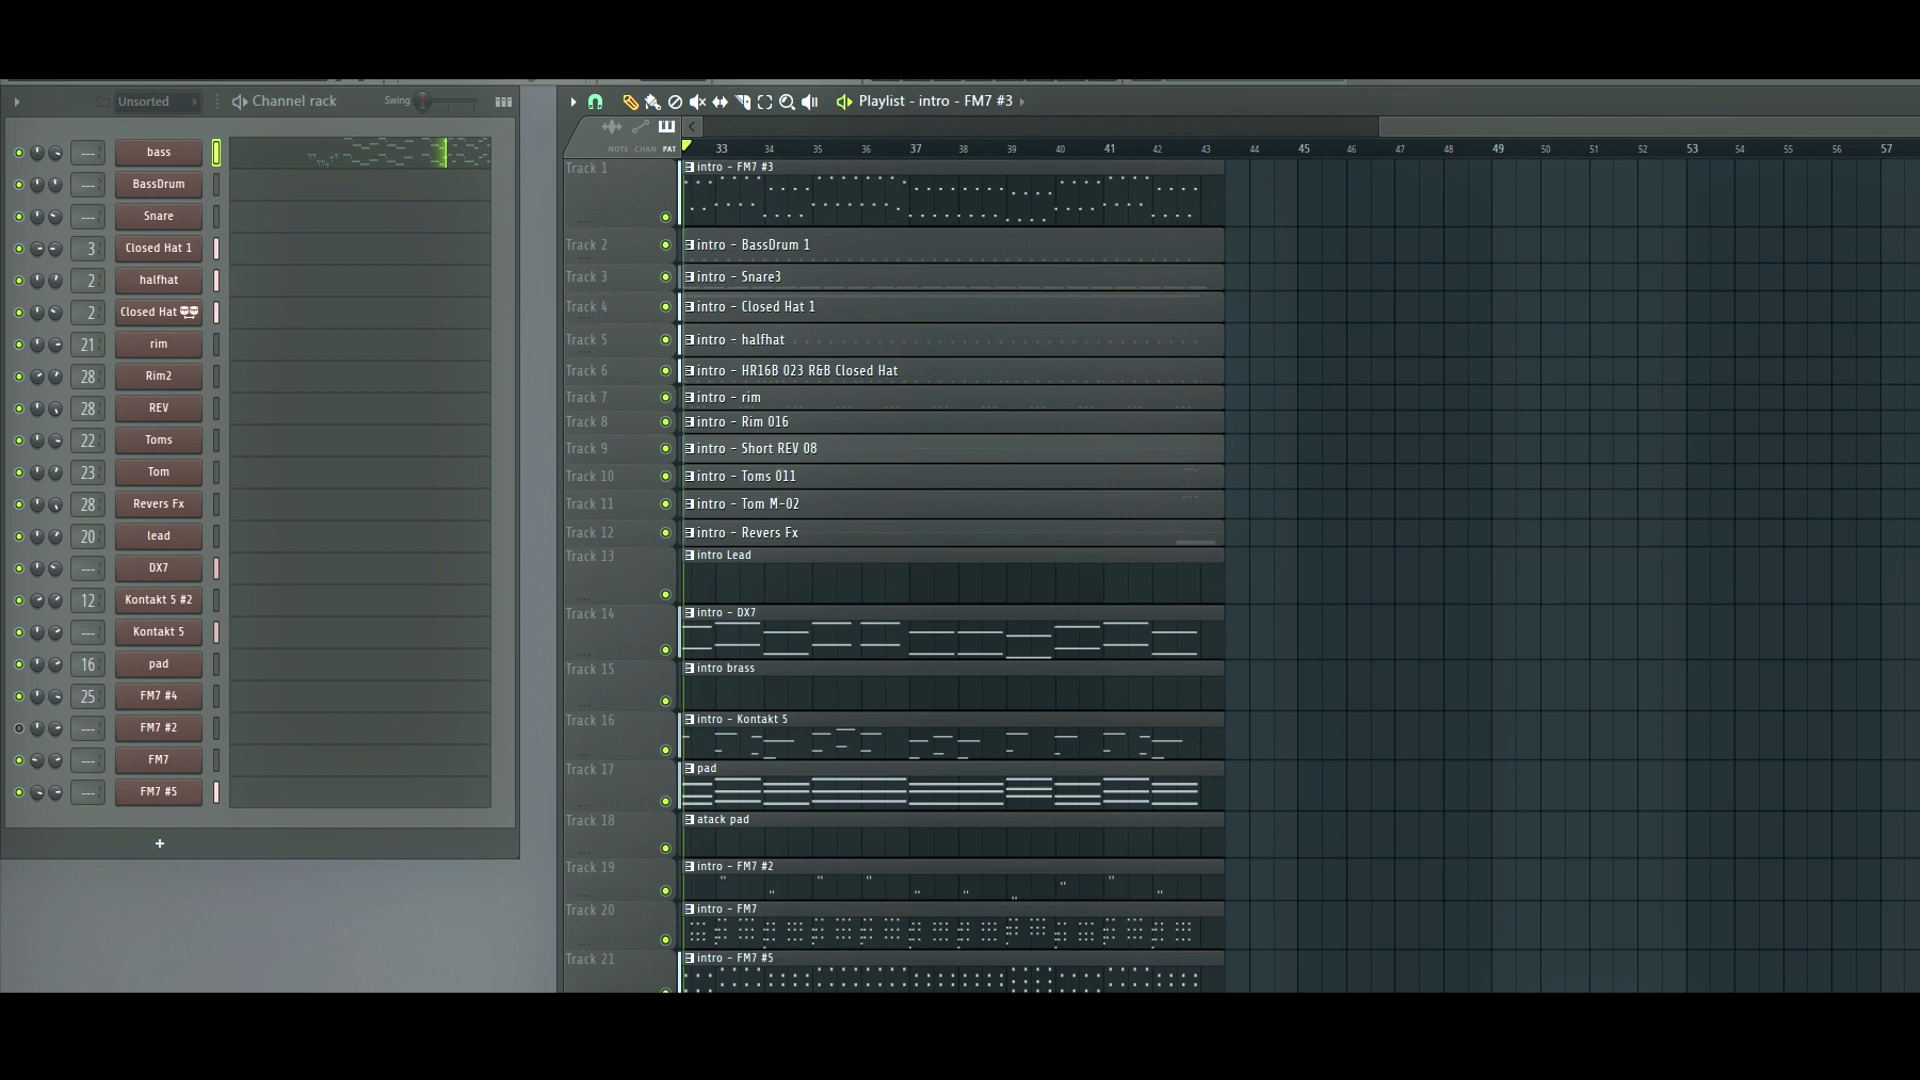 Unsorted
Channel rack
Swing
Playlist - intro - FM7 #3
NOTE CHAN PAT
33 34 35 36 37 38 39 40 41 42 43 44 45 46 47 48 49 50 51 52 53 54 55 56 57
--- bass
--- BassDrum
--- Snare
3 Closed Hat 1
2 halfhat
2 Closed Hat
21 rim
28 Rim2
28 REV
22 Toms
23 Tom
28 Revers Fx
20 lead
--- DX7
12 Kontakt 5 #2
--- Kontakt 5
16 pad
25 FM7 #4
--- FM7 #2
--- FM7
--- FM7 #5
+
Track 1 intro - FM7 #3
Track 2 intro - BassDrum 1
Track 3 intro - Snare3
Track 4 intro - Closed Hat 1
Track 5 intro - halfhat
Track 6 intro - HR16B 023 R&B Closed Hat
Track 7 intro - rim
Track 8 intro - Rim 016
Track 9 intro - Short REV 08
Track 10 intro - Toms 011
Track 11 intro - Tom M-02
Track 12 intro - Revers Fx
Track 13 intro Lead
Track 14 intro - DX7
Track 15 intro brass
Track 16 intro - Kontakt 5
Track 17 pad
Track 18 atack pad
Track 19 intro - FM7 #2
Track 20 intro - FM7
Track 21 intro - FM7 #5